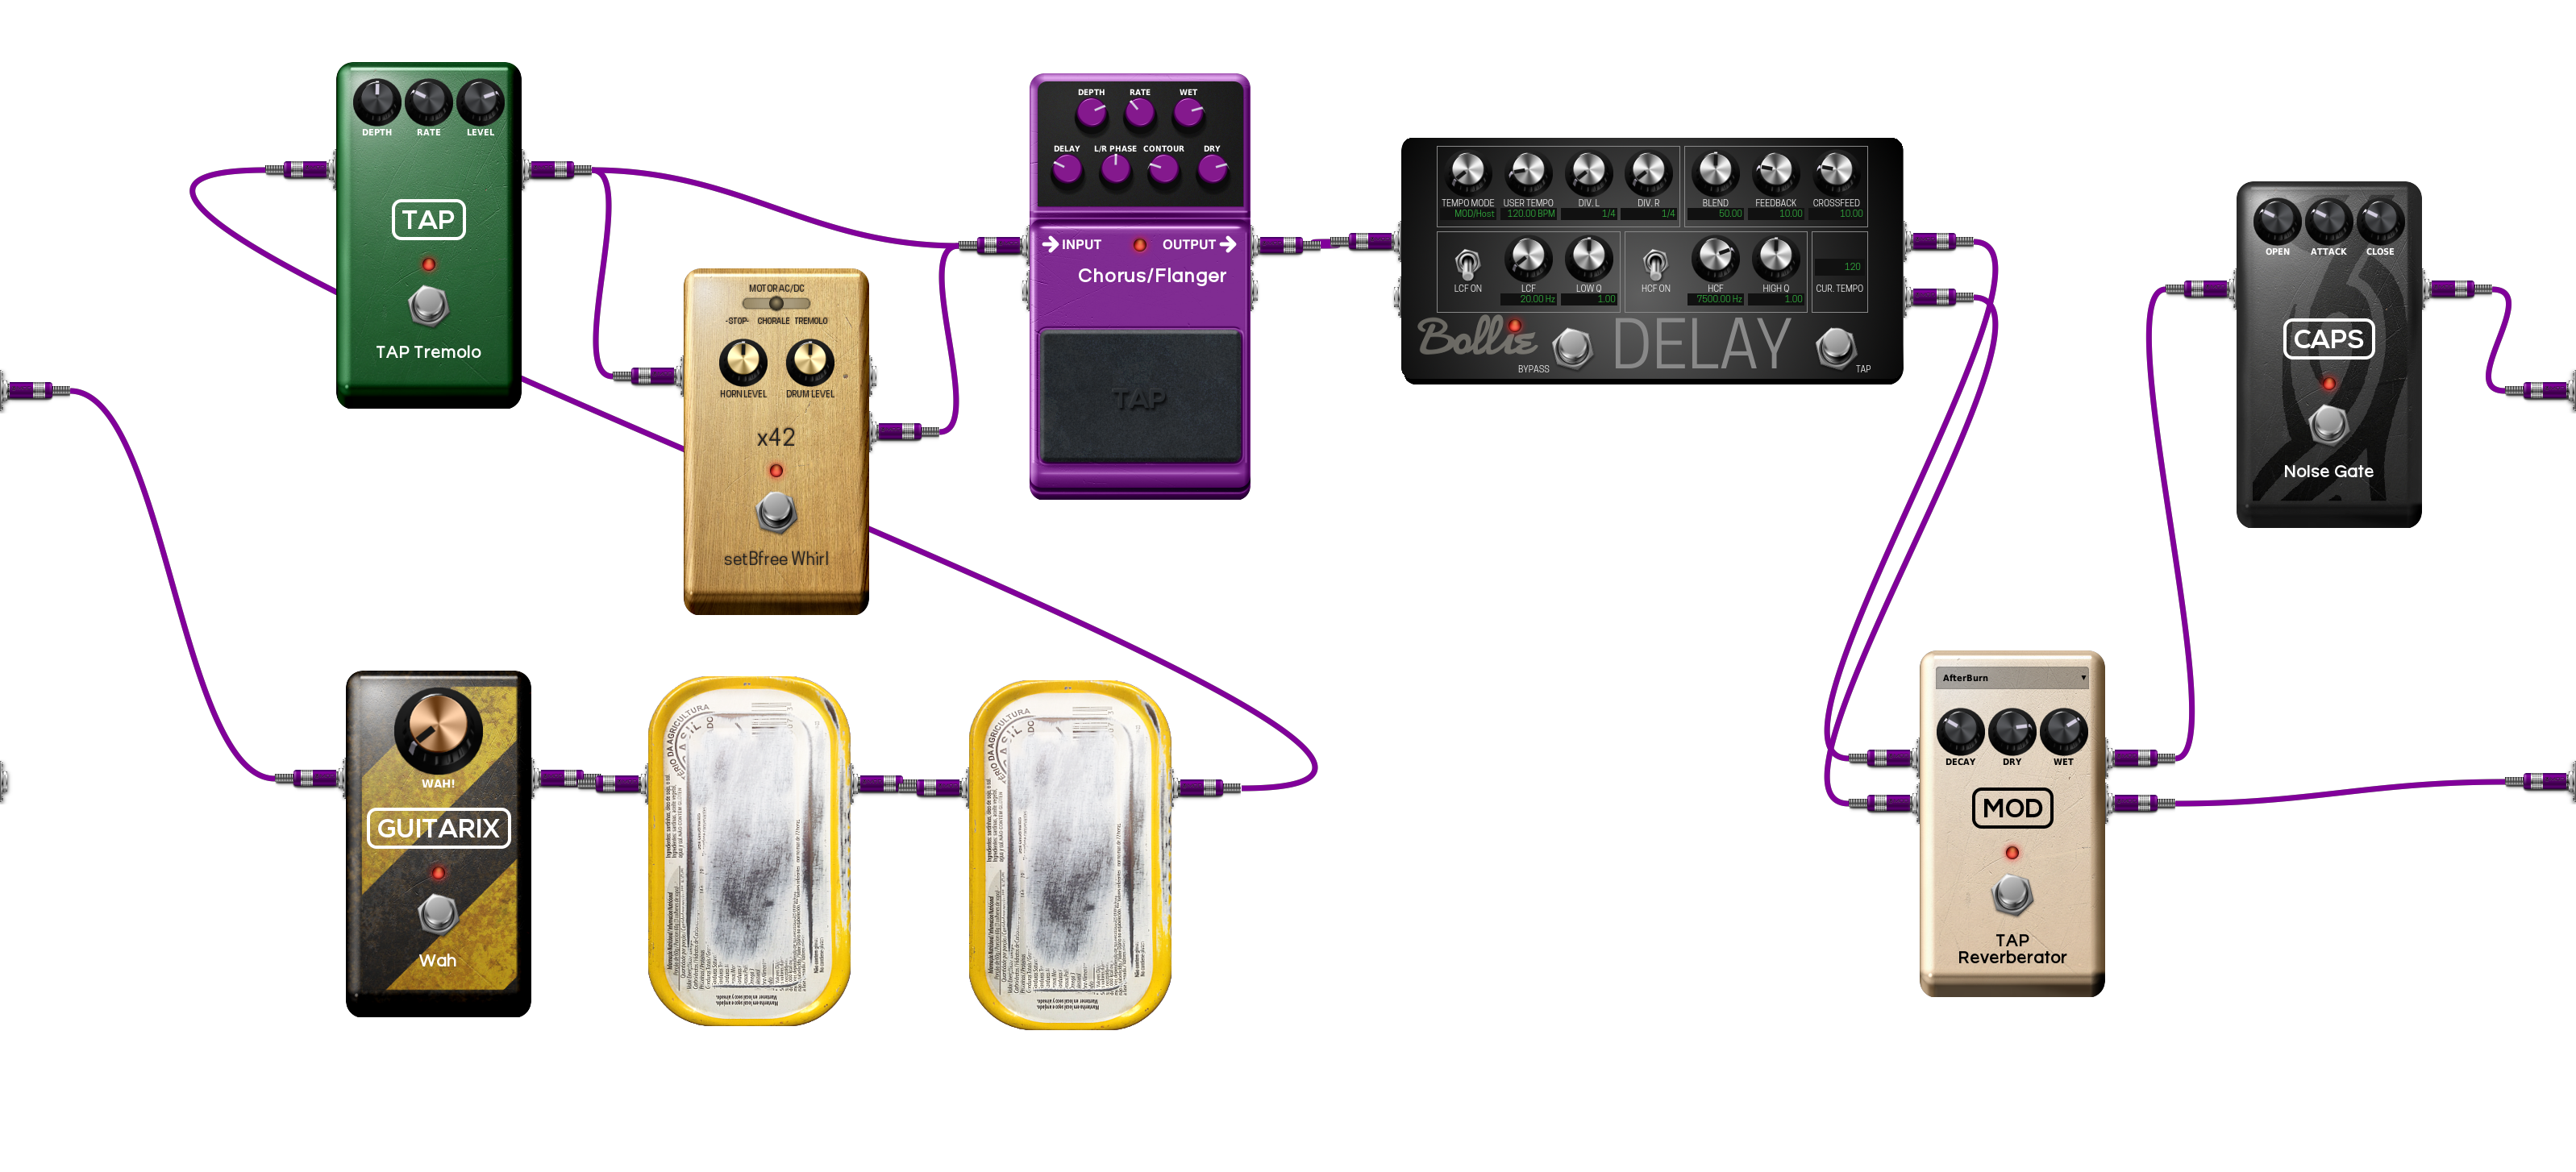 DEPTH RATE LEVEL
TAP
TAP Tremolo
MOTOR AC/DC
-STOP- CHORALE TREMOLO
HORN LEVEL DRUM LEVEL
x42
setBfree Whirl
DEPTH RATE WET
DELAY L/R PHASE CONTOUR DRY
INPUT OUTPUT
Chorus/Flanger
TAP
TEMPO MODE USER TEMPO DIV. L DIV. R BLEND FEEDBACK CROSSFEED
MOD/Host 120.00 BPM 1/4 1/4 50.00 10.00 10.00
120
LCF ON LCF LOW Q HCF ON HCF HIGH Q CUR. TEMPO
20.00 Hz 1.00 7500.00 Hz 1.00
Bollie DELAY
BYPASS TAP
OPEN ATTACK CLOSE
CAPS
Noise Gate
WAH!
GUITARIX
Wah
AfterBurn
DECAY DRY WET
MOD
TAP
Reverberator